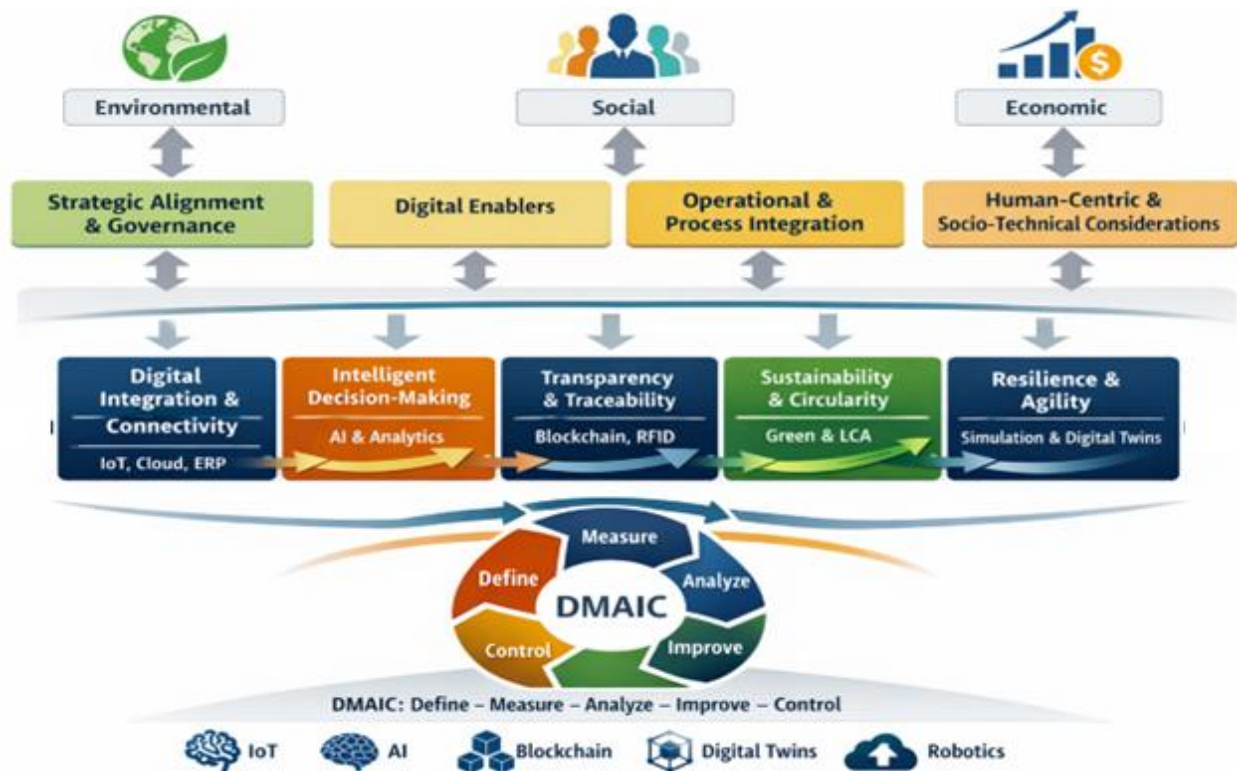 Environmental
Social
Economic
Strategic Alignment
& Governance
Digital Enablers
Operational &
Process Integration
Human-Centric &
Socio-Technical Considerations
Digital
Integration &
Connectivity
IoT, Cloud, ERP
Intelligent
Decision-Making
AI & Analytics
Transparency
& Traceability
Blockchain, RFID
Sustainability
& Circularity
Green & LCA
Resilience &
Agility
Simulation & Digital Twins
Measure
Define
Analyze
DMAIC
Control
Improve
DMAIC: Define – Measure – Analyze – Improve – Control
IoT
AI
Blockchain
Digital Twins
Robotics